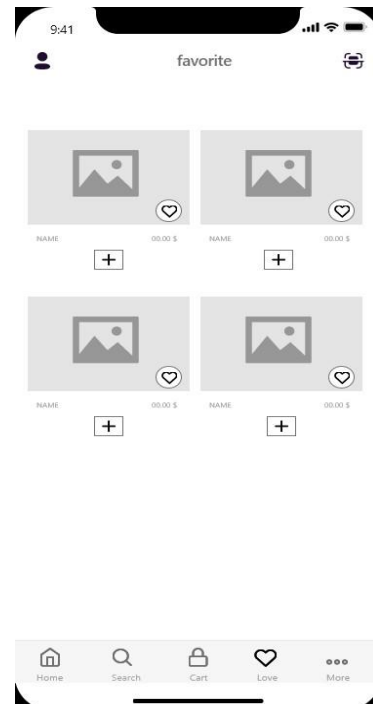 9:41
favorite
NAME 00.00 $ NAME 00.00 $
NAME 00.00 $ NAME 00.00 $
Home Search Cart Love More